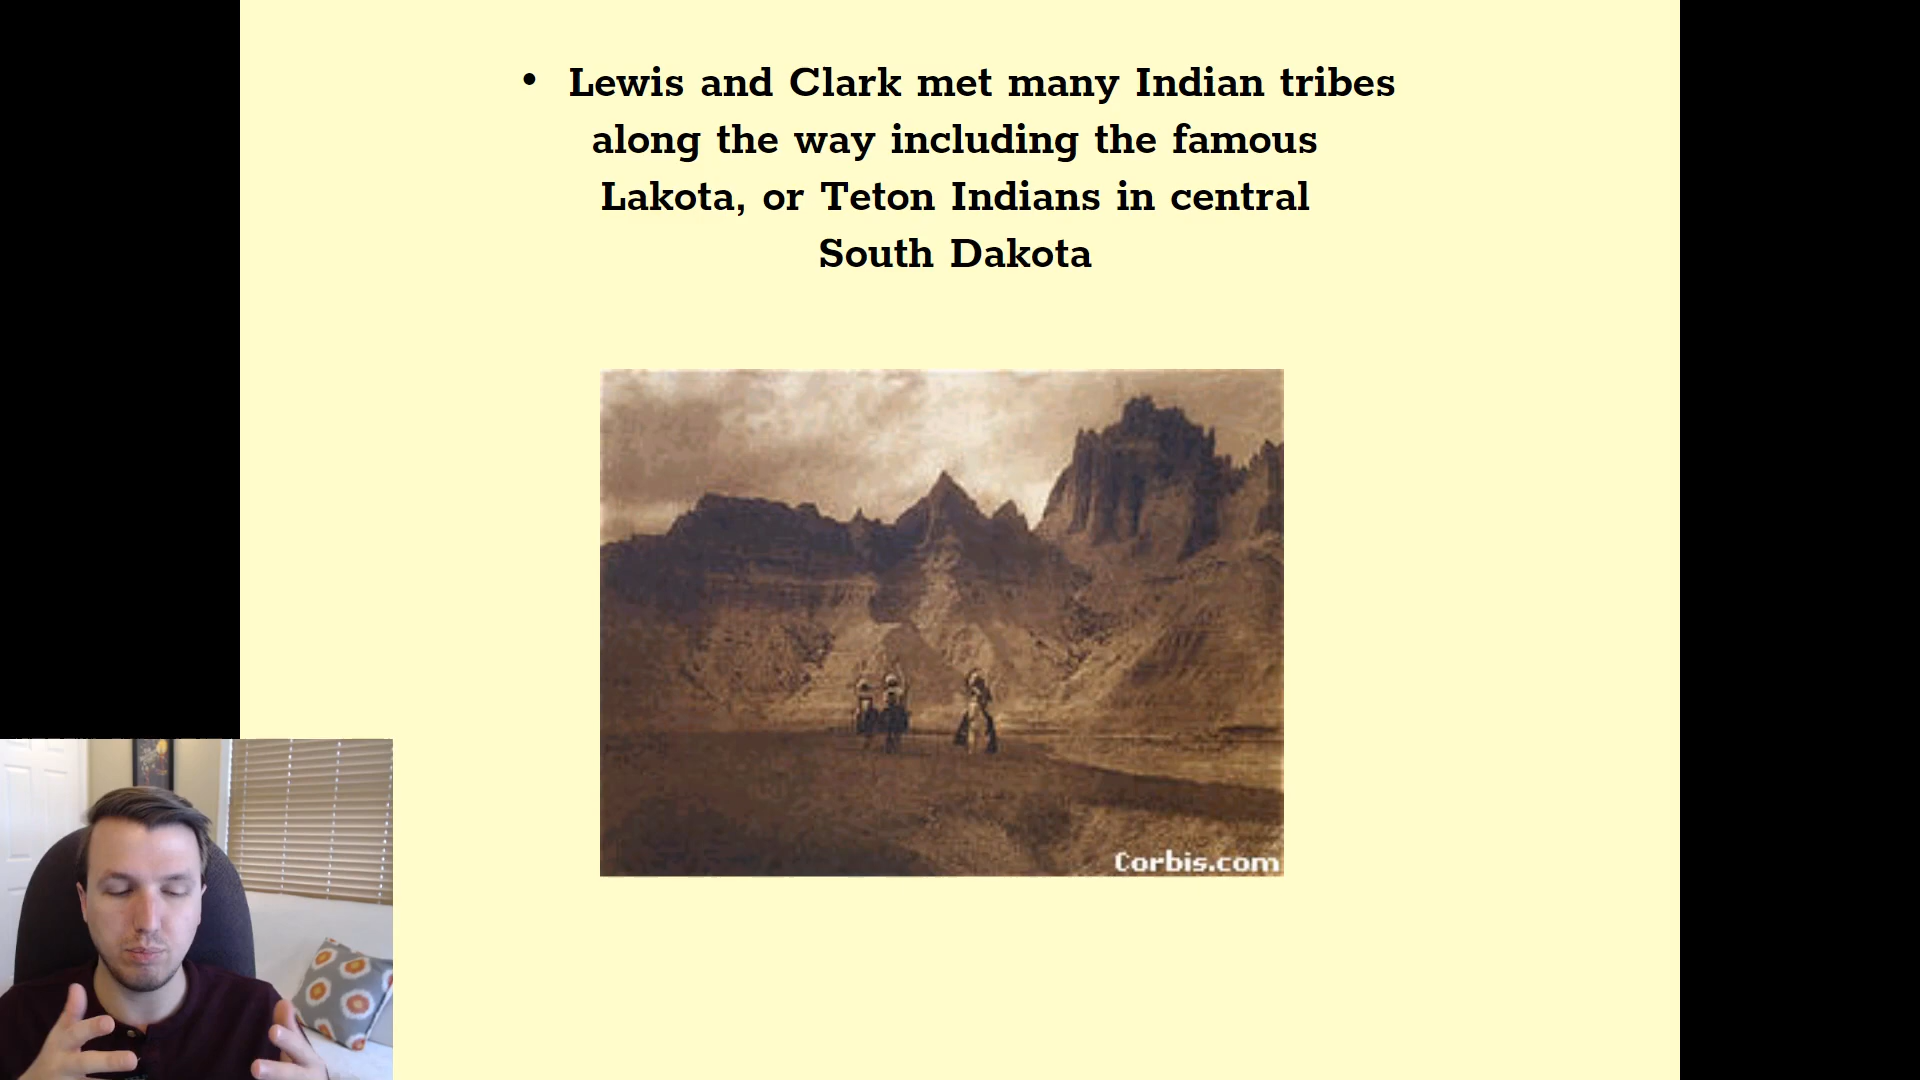 • Lewis and Clark met many Indian tribes
along the way including the famous
Lakota, or Teton Indians in central
South Dakota
Corbis.com